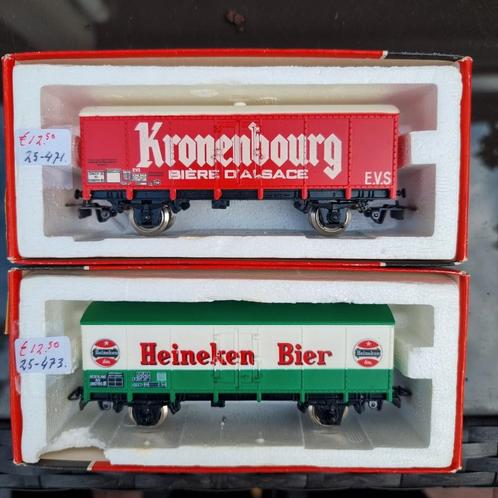 €12.50
25-471.
Kronenbourg
BIÈRE D'ALSACE
E.V.S
€12.50
25-473.
Heineken
Heineken Bier
Heineken